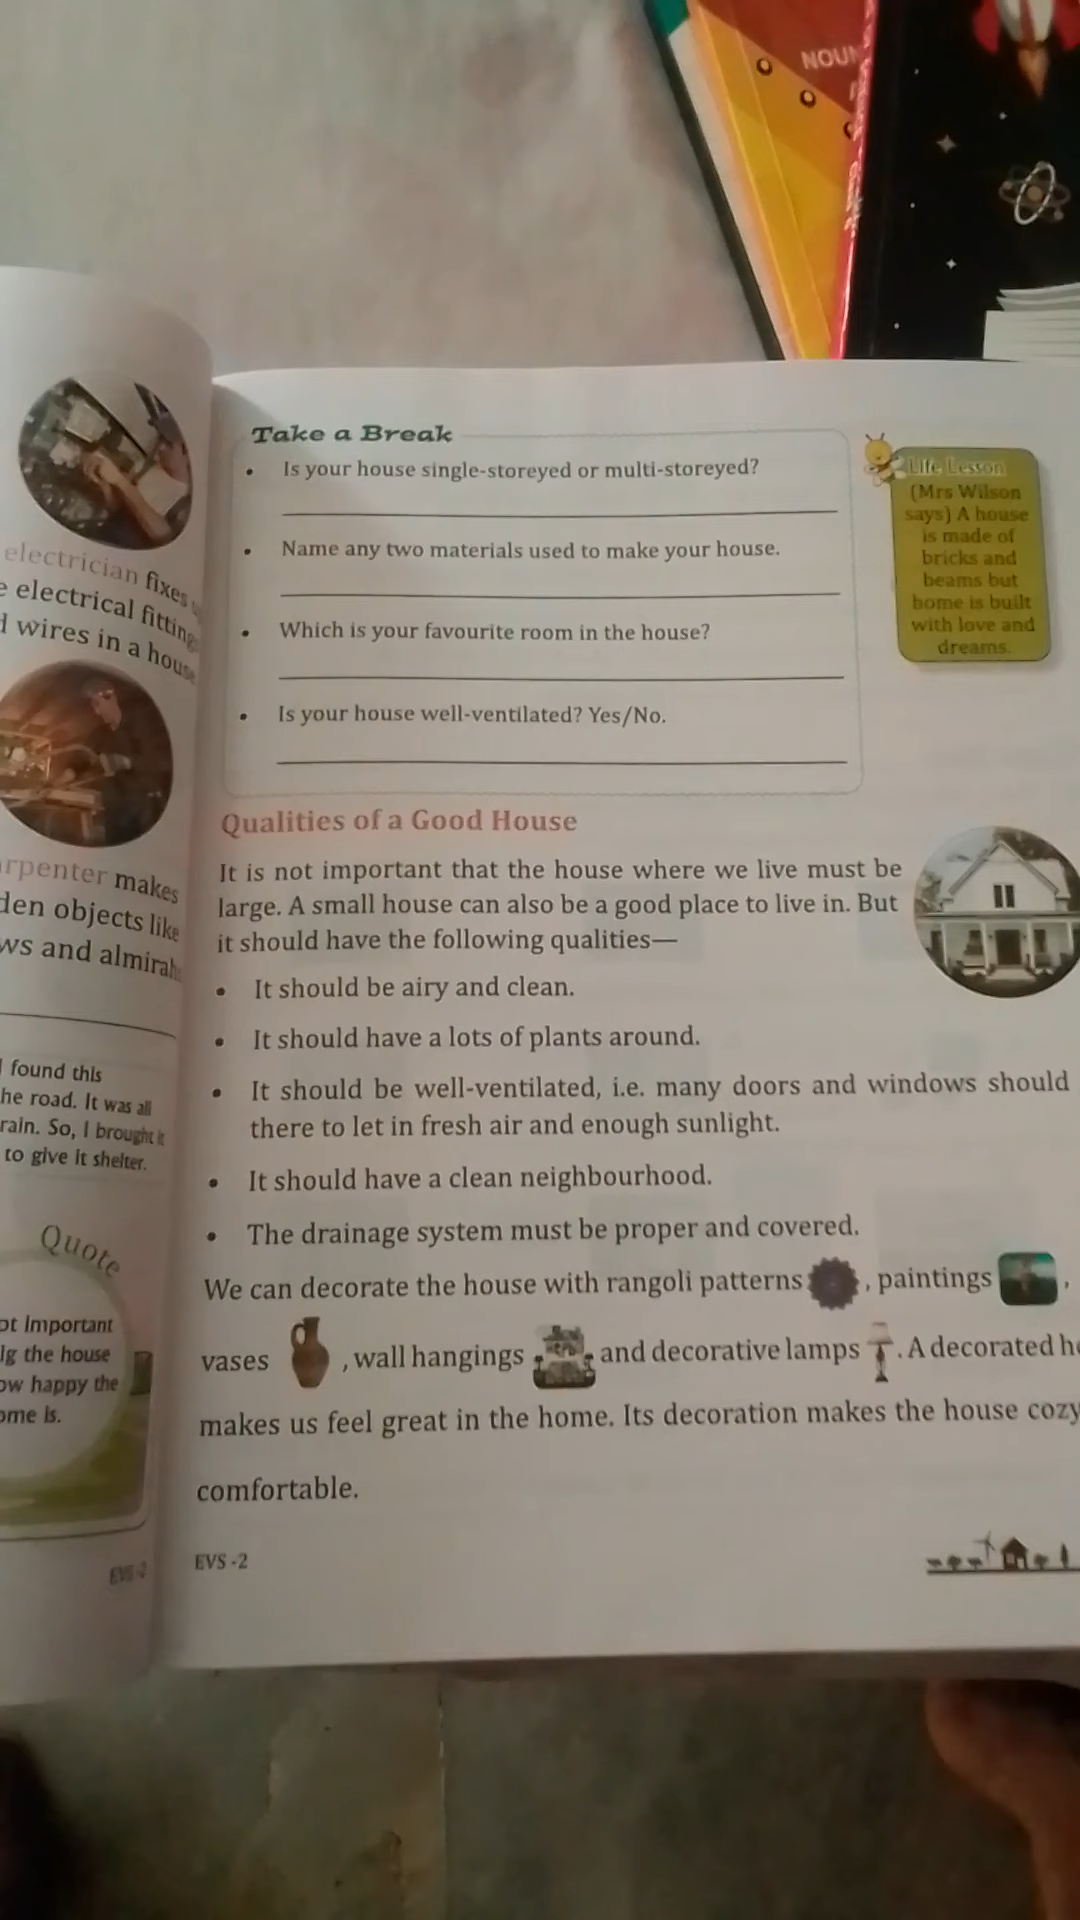 NOUN
electrician fixes
electrical fitting
wires in a house
makes
objects like
and almirah
found this
he road. It was all
rain. So, I brought it
to give it shelter.
Quote
important
the house
happy the
is.
EVS-2
Take a Break
• Is your house single-storeyed or multi-storeyed?
• Name any two materials used to make your house.
• Which is your favourite room in the house?
• Is your house well-ventilated? Yes/No.
Life Lesson
(Mrs Wilson
says) A house
is made of
bricks and
beams but
home is built
with love and
dreams.
Qualities of a Good House
It is not important that the house where we live must be
large. A small house can also be a good place to live in. But
it should have the following qualities—
• It should be airy and clean.
• It should have a lots of plants around.
• It should be well-ventilated, i.e. many doors and windows should
there to let in fresh air and enough sunlight.
• It should have a clean neighbourhood.
• The drainage system must be proper and covered.
We can decorate the house with rangoli patterns , paintings ,
vases , wall hangings and decorative lamps . A decorated
makes us feel great in the home. Its decoration makes the house cozy
comfortable.
EVS -2